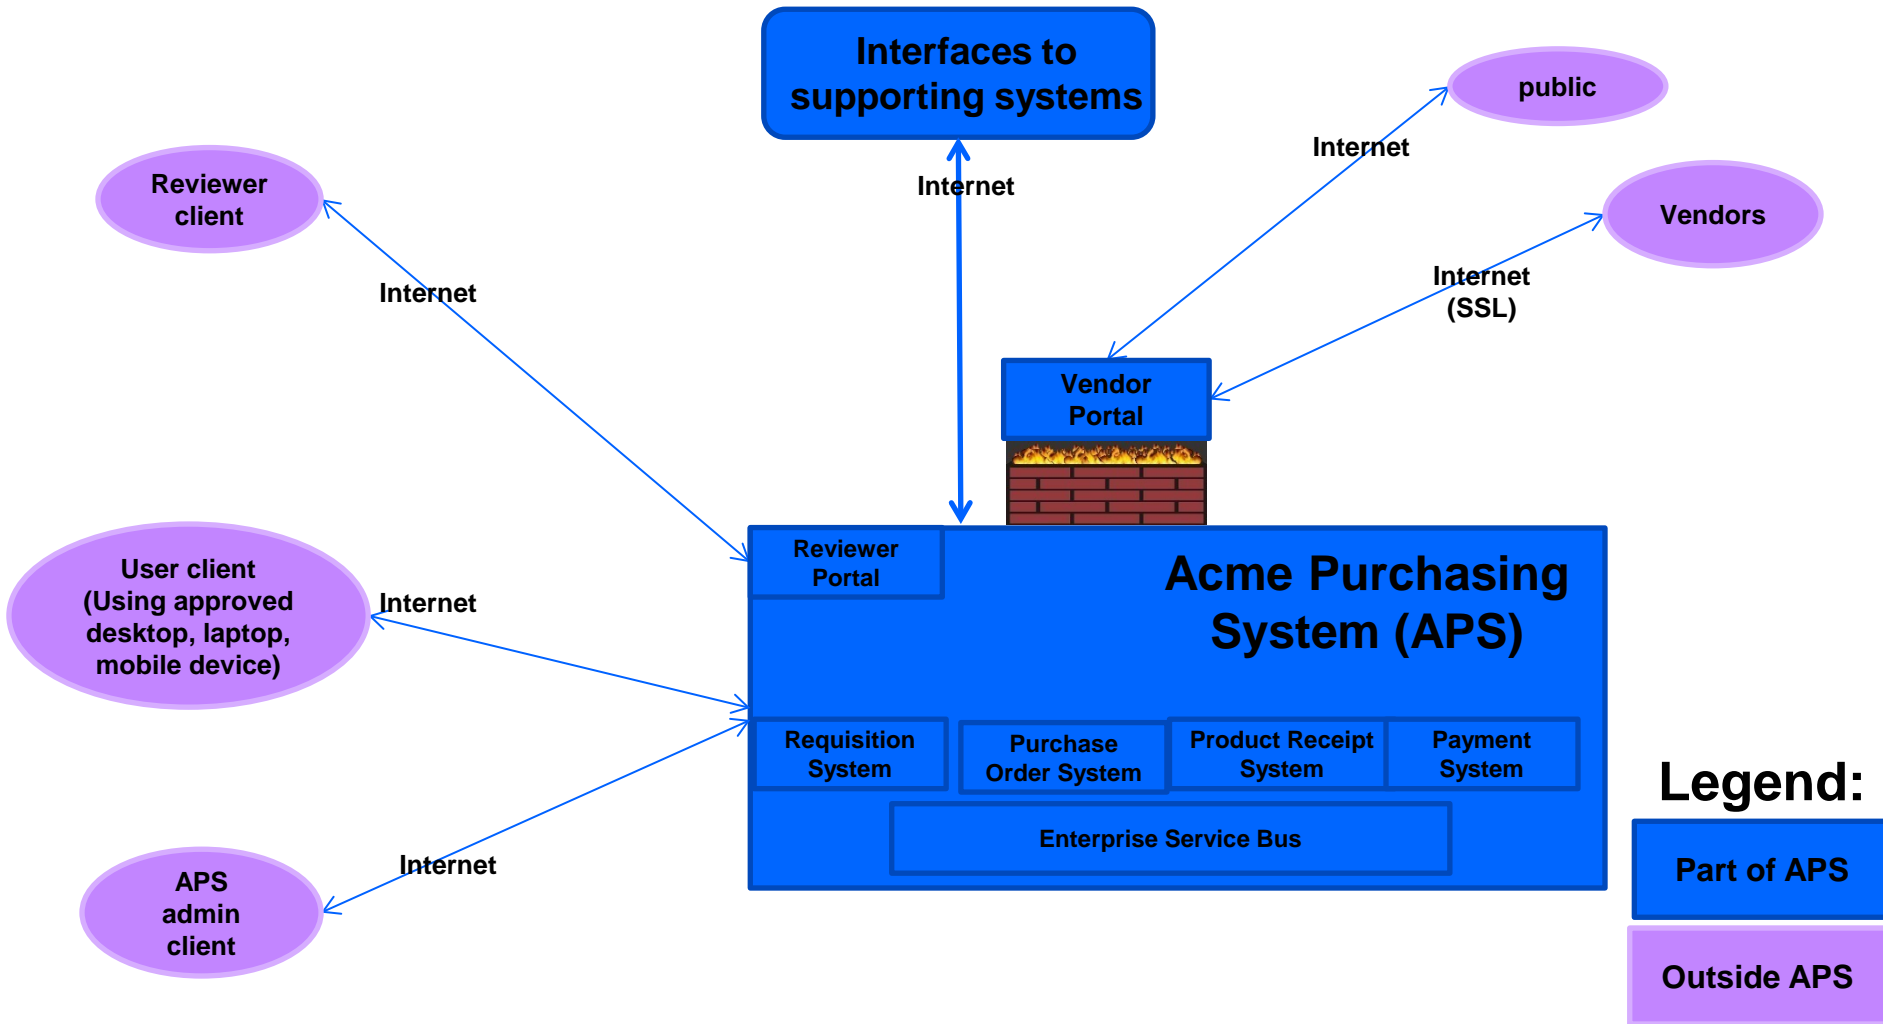 Interfaces to
supporting systems
public
Internet
Internet
Reviewer
client
Vendors
Internet
Internet
(SSL)
Vendor
Portal
Reviewer
Portal
Acme Purchasing
System (APS)
User client
(Using approved
desktop, laptop,
mobile device)
Internet
Requisition
System
Purchase
Order System
Product Receipt
System
Payment
System
Enterprise Service Bus
Internet
APS
admin
client
Legend:
Part of APS
Outside APS